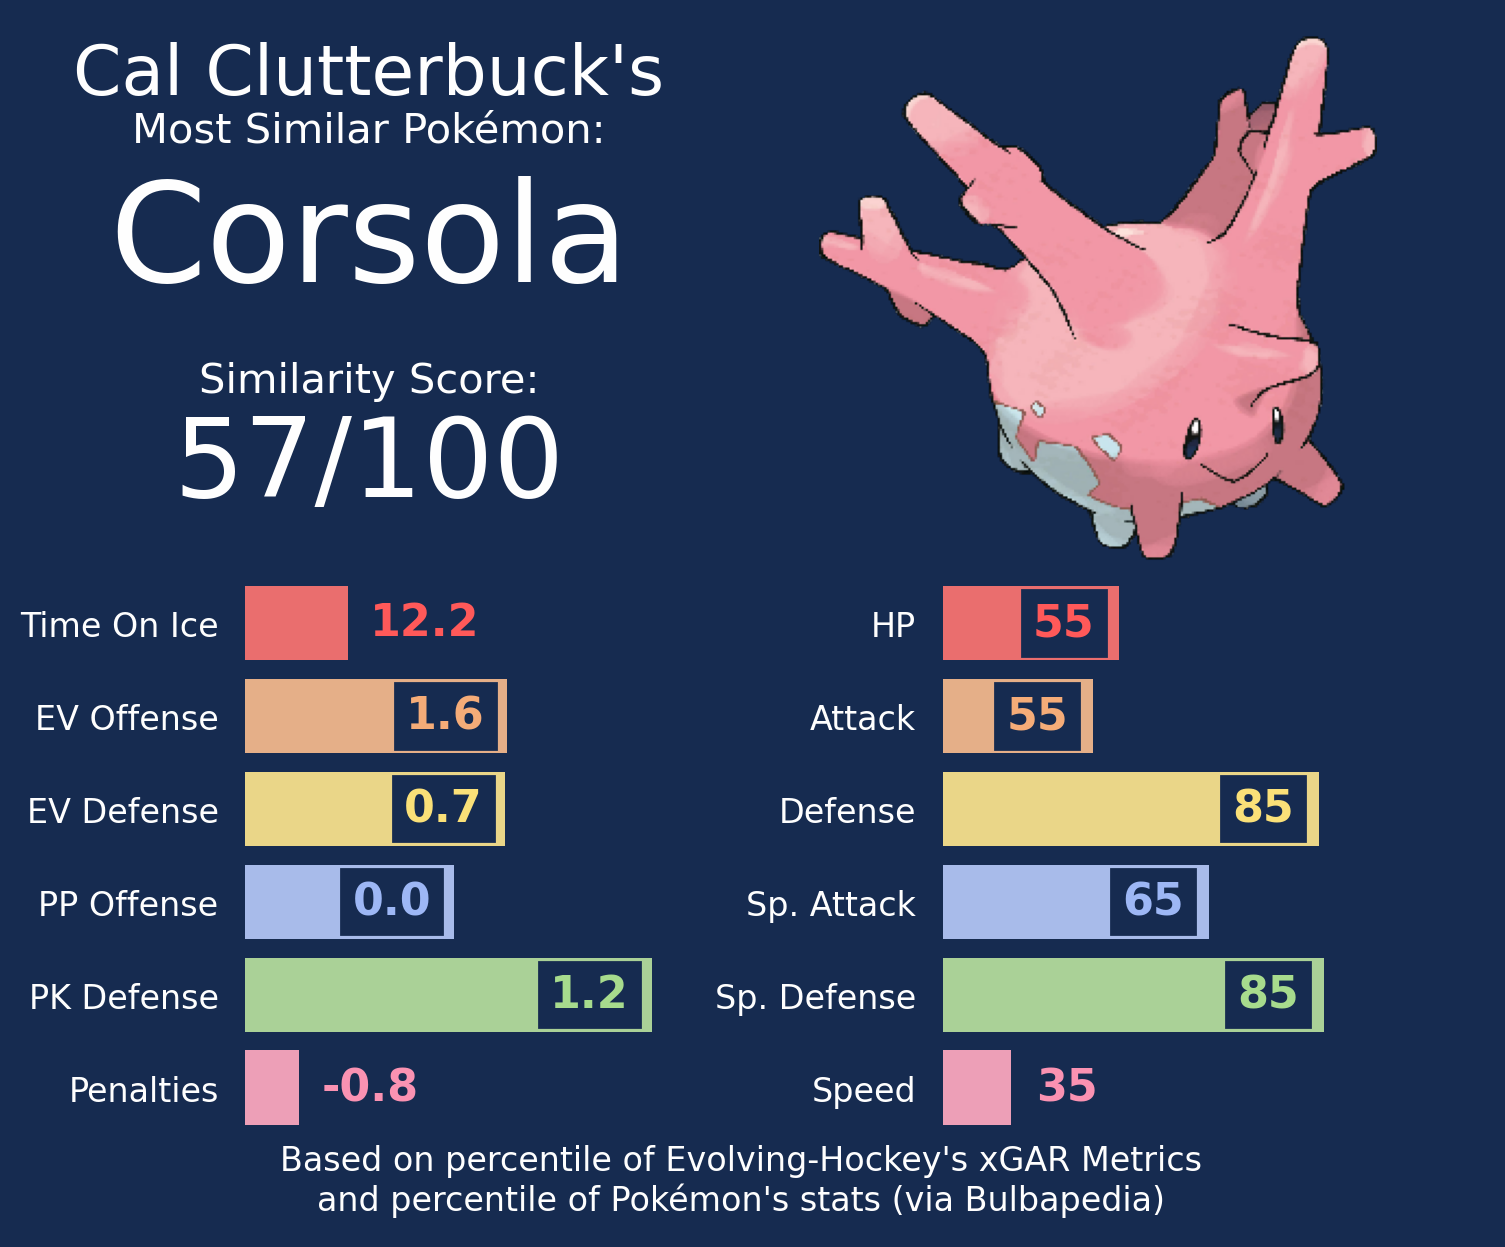 Cal Clutterbuck's
Most Similar Pokémon:
Corsola
Similarity Score:
57/100
Time On Ice 12.2
EV Offense 1.6
EV Defense 0.7
PP Offense 0.0
PK Defense 1.2
Penalties -0.8
HP 55
Attack 55
Defense 85
Sp. Attack 65
Sp. Defense 85
Speed 35
Based on percentile of Evolving-Hockey's xGAR Metrics
and percentile of Pokémon's stats (via Bulbapedia)